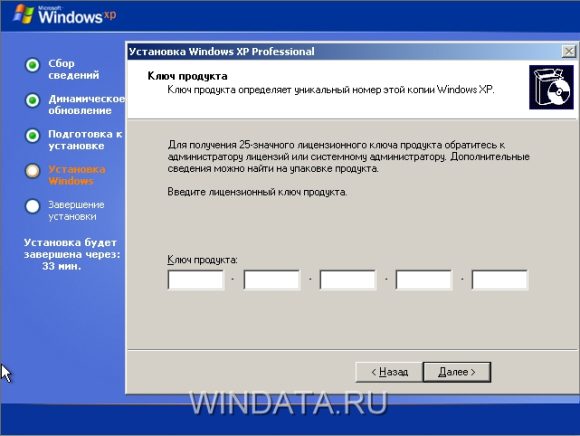 Microsoft
Windows xp
Сбор
сведений
Динамическое
обновление
Подготовка к
установке
Установка
Windows
Завершение
установки
Установка будет
завершена через:
33 мин.
Установка Windows XP Professional
Ключ продукта
Ключ продукта определяет уникальный номер этой копии Windows XP.
Для получения 25-значного лицензионного ключа продукта обратитесь к
администратору лицензий или системному администратору. Дополнительные
сведения можно найти на упаковке продукта.
Введите лицензионный ключ продукта.
Ключ продукта:
- - - -
< Назад
Далее >
WINDATA.RU